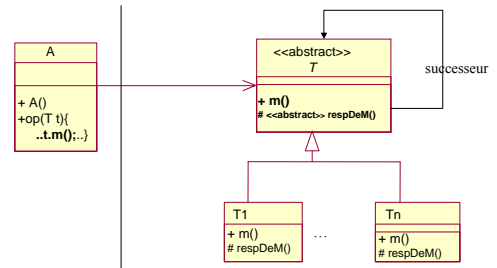 A
+ A()
+op(T t){
..t.m();..}
<<abstract>>
T
+ m()
# <<abstract>> respDeM()
successeur
T1
+ m()
# respDeM()
...
Tn
+ m()
# respDeM()